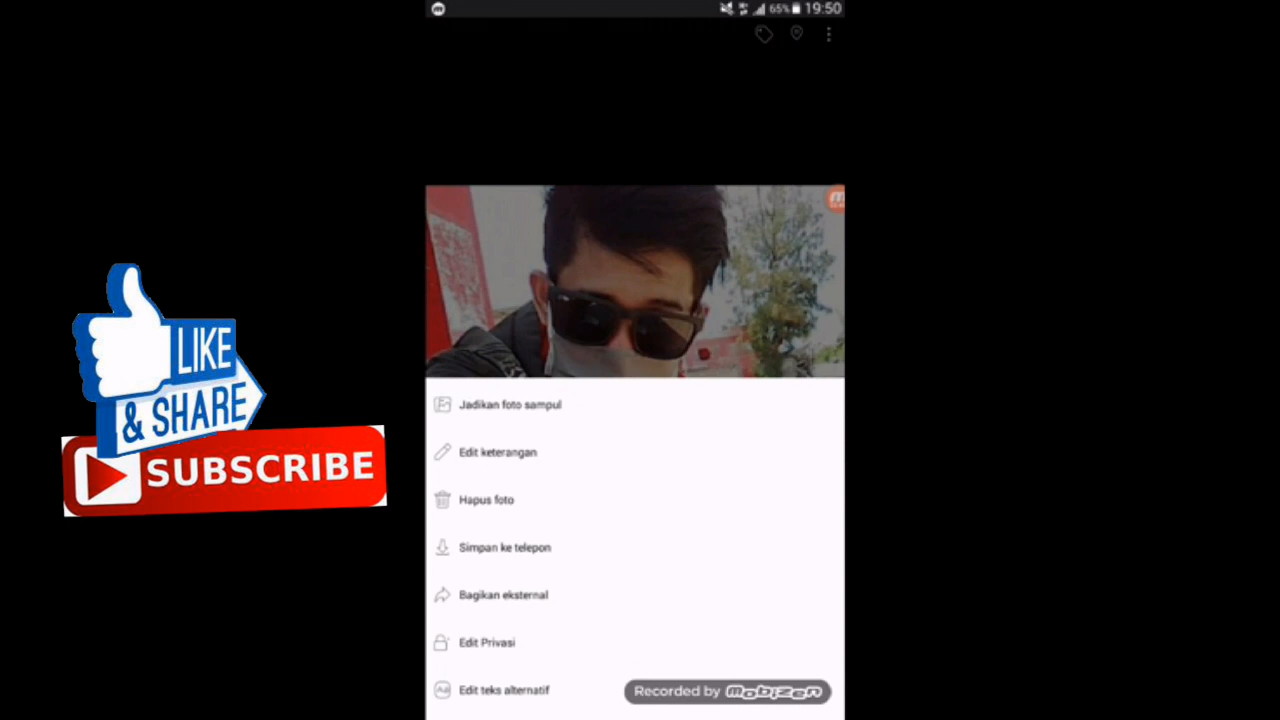 65% 19:50
LIKE
& SHARE
SUBSCRIBE
Jadikan foto sampul
Edit keterangan
Hapus foto
Simpan ke telepon
Bagikan eksternal
Edit Privasi
Edit teks alternatif
Recorded by mobizen